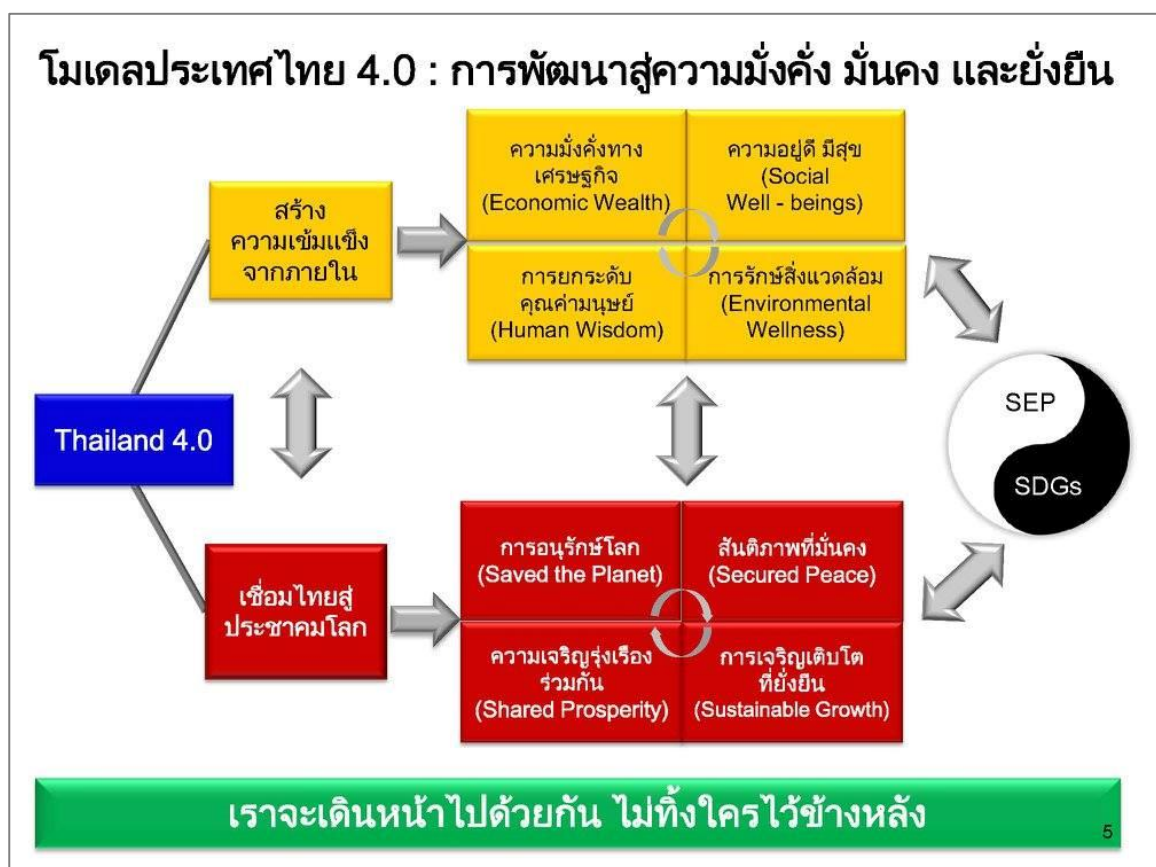 โมเดลประเทศไทย 4.0 : การพัฒนาสู่ความมั่งคั่ง มั่นคง และยั่งยืน
ความมั่งคั่งทาง
เศรษฐกิจ
(Economic Wealth)
ความอยู่ดี มีสุข
(Social
Well - beings)
สร้าง
ความเข้มแข็ง
จากภายใน
การยกระดับ
คุณค่ามนุษย์
(Human Wisdom)
การรักษ์สิ่งแวดล้อม
(Environmental
Wellness)
Thailand 4.0
SEP
SDGs
การอนุรักษ์โลก
(Saved the Planet)
สันติภาพที่มั่นคง
(Secured Peace)
เชื่อมไทยสู่
ประชาคมโลก
ความเจริญรุ่งเรือง
ร่วมกัน
(Shared Prosperity)
การเจริญเติบโต
ที่ยั่งยืน
(Sustainable Growth)
เราจะเดินหน้าไปด้วยกัน ไม่ทิ้งใครไว้ข้างหลัง
5